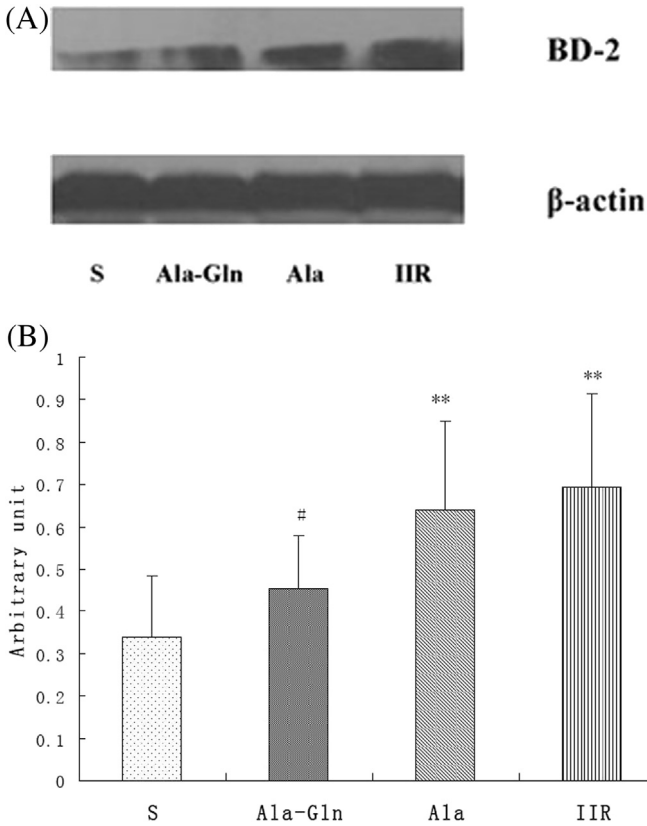 (A)
BD-2
β-actin
S Ala-Gln Ala IIR
(B)
1
0.9
0.8
0.7
0.6
0.5
0.4
0.3
0.2
0.1
0
Arbitrary unit
#
**
**
S Ala-Gln Ala IIR